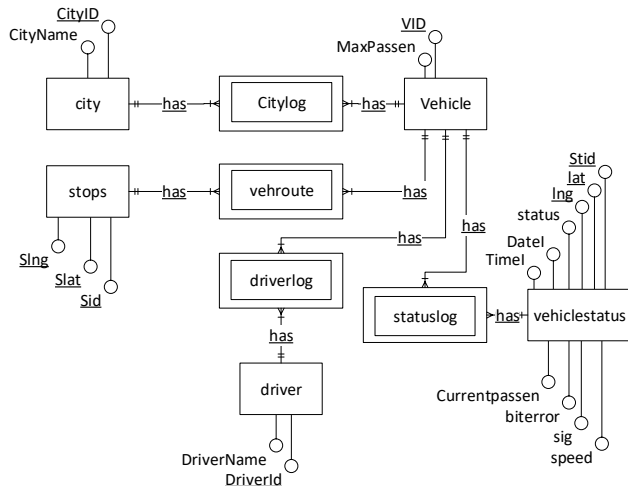 CityID
VID
CityName
MaxPassen
city
has
Citylog
has
Vehicle
Stid
lat
stops
has
vehroute
has
lng
status
has
has
DateI
TimeI
Slng
Slat
Sid
driverlog
statuslog
has
vehiclestatus
has
driver
Currentpassen
biterror
sig
speed
DriverName
DriverId